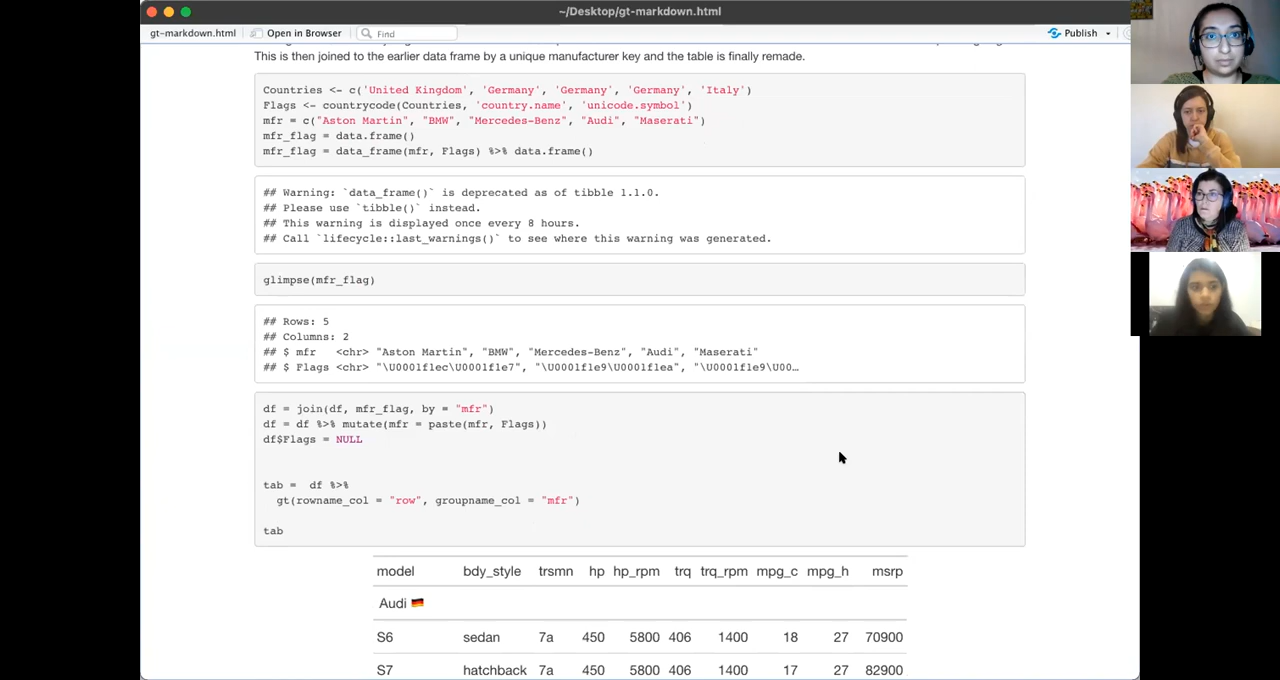 ~/Desktop/gt-markdown.html
gt-markdown.html Open in Browser Find Publish
This is then joined to the earlier data frame by a unique manufacturer key and the table is finally remade.
Countries <- c('United Kingdom', 'Germany', 'Germany', 'Germany', 'Italy')
Flags <- countrycode(Countries, 'country.name', 'unicode.symbol')
mfr = c("Aston Martin", "BMW", "Mercedes-Benz", "Audi", "Maserati")
mfr_flag = data.frame()
mfr_flag = data_frame(mfr, Flags) %>% data.frame()
## Warning: `data_frame()` is deprecated as of tibble 1.1.0.
## Please use `tibble()` instead.
## This warning is displayed once every 8 hours.
## Call `lifecycle::last_warnings()` to see where this warning was generated.
glimpse(mfr_flag)
## Rows: 5
## Columns: 2
## $ mfr   <chr> "Aston Martin", "BMW", "Mercedes-Benz", "Audi", "Maserati"
## $ Flags <chr> "\U0001f1ec\U0001f1e7", "\U0001f1e9\U0001f1ea", "\U0001f1e9\U00…
df = join(df, mfr_flag, by = "mfr")
df = df %>% mutate(mfr = paste(mfr, Flags))
df$Flags = NULL
tab =  df %>%
  gt(rowname_col = "row", groupname_col = "mfr")
tab
model bdy_style trsmn hp hp_rpm trq trq_rpm mpg_c mpg_h msrp
Audi 🇩🇪
S6 sedan 7a 450 5800 406 1400 18 27 70900
S7 hatchback 7a 450 5800 406 1400 17 27 82900